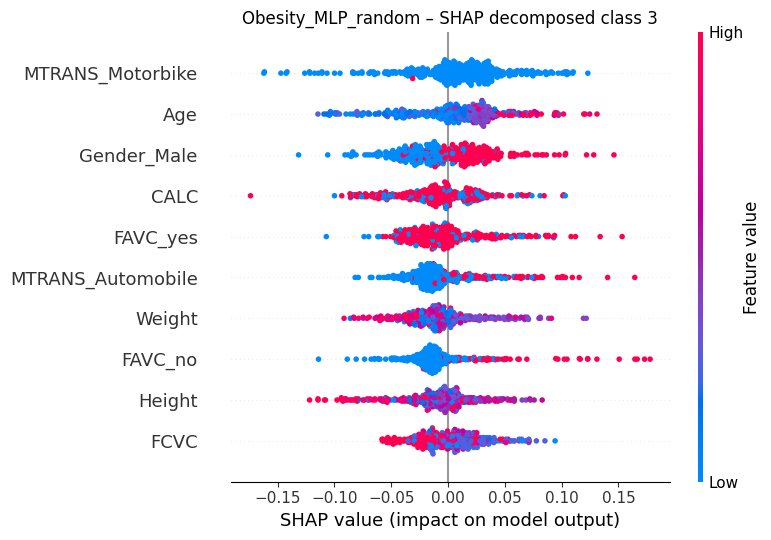 Obesity_MLP_random – SHAP decomposed class 3
High
MTRANS_Motorbike
Age
Gender_Male
CALC
FAVC_yes
MTRANS_Automobile
Weight
FAVC_no
Height
FCVC
Feature value
Low
−0.15 −0.10 −0.05 0.00 0.05 0.10 0.15
SHAP value (impact on model output)